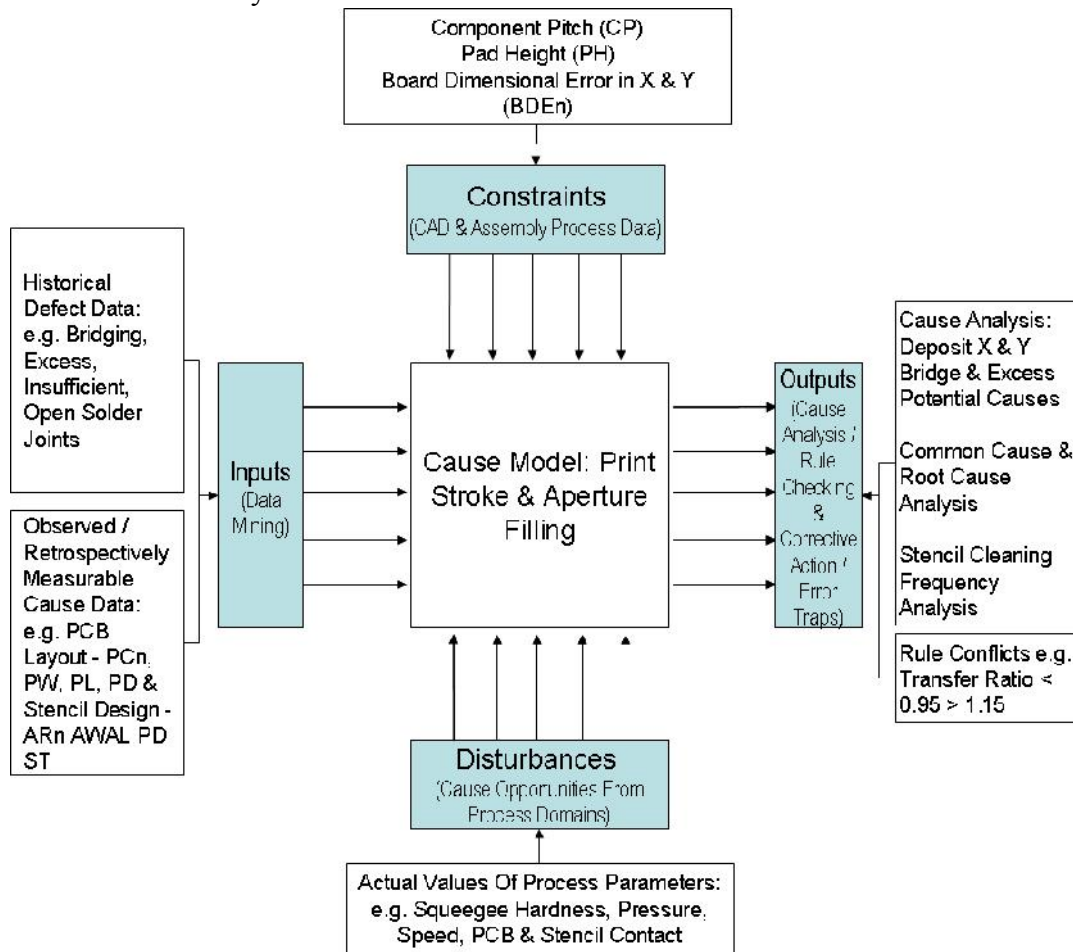 Component Pitch (CP)
Pad Height (PH)
Board Dimensional Error in X & Y
(BDEn)
Constraints
(CAD & Assembly Process Data)
Historical
Defect Data:
e.g. Bridging,
Excess,
Insufficient,
Open Solder
Joints
Observed /
Retrospectively
Measurable
Cause Data:
e.g. PCB
Layout - PCn,
PW, PL, PD &
Stencil Design -
ARn AWAL PD
ST
Inputs
(Data
Mining)
Cause Model: Print
Stroke & Aperture
Filling
Outputs
(Cause
Analysis /
Rule
Checking
&
Corrective
Action /
Error
Traps)
Cause Analysis:
Deposit X & Y
Bridge & Excess
Potential Causes
Common Cause &
Root Cause
Analysis
Stencil Cleaning
Frequency
Analysis
Rule Conflicts e.g.
Transfer Ratio <
0.95 > 1.15
Disturbances
(Cause Opportunities From
Process Domains)
Actual Values Of Process Parameters:
e.g. Squeegee Hardness, Pressure,
Speed, PCB & Stencil Contact